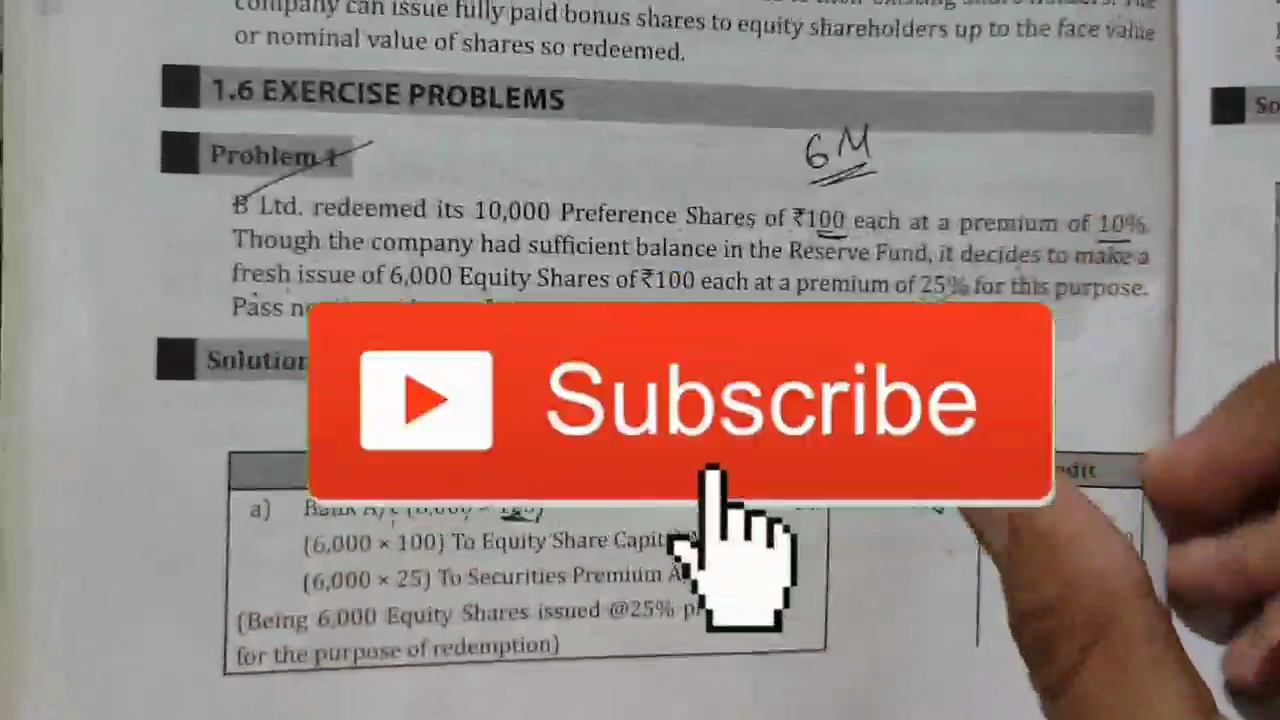 company can issue fully paid bonus shares to equity shareholders up to the face value
or nominal value of shares so redeemed.
1.6 EXERCISE PROBLEMS
Problem 1
6M
So
B Ltd. redeemed its 10,000 Preference Shares of ₹100 each at a premium of 10%.
Though the company had sufficient balance in the Reserve Fund, it decides to make a
fresh issue of 6,000 Equity Shares of ₹100 each at a premium of 25% for this purpose.
Pass
Solution
Subscribe
a) Bank A/c
(6,000 × 100) To Equity Share
(6,000 × 25) To Securities Premium
(Being 6,000 Equity Shares issued @25%
for the purpose of redemption)